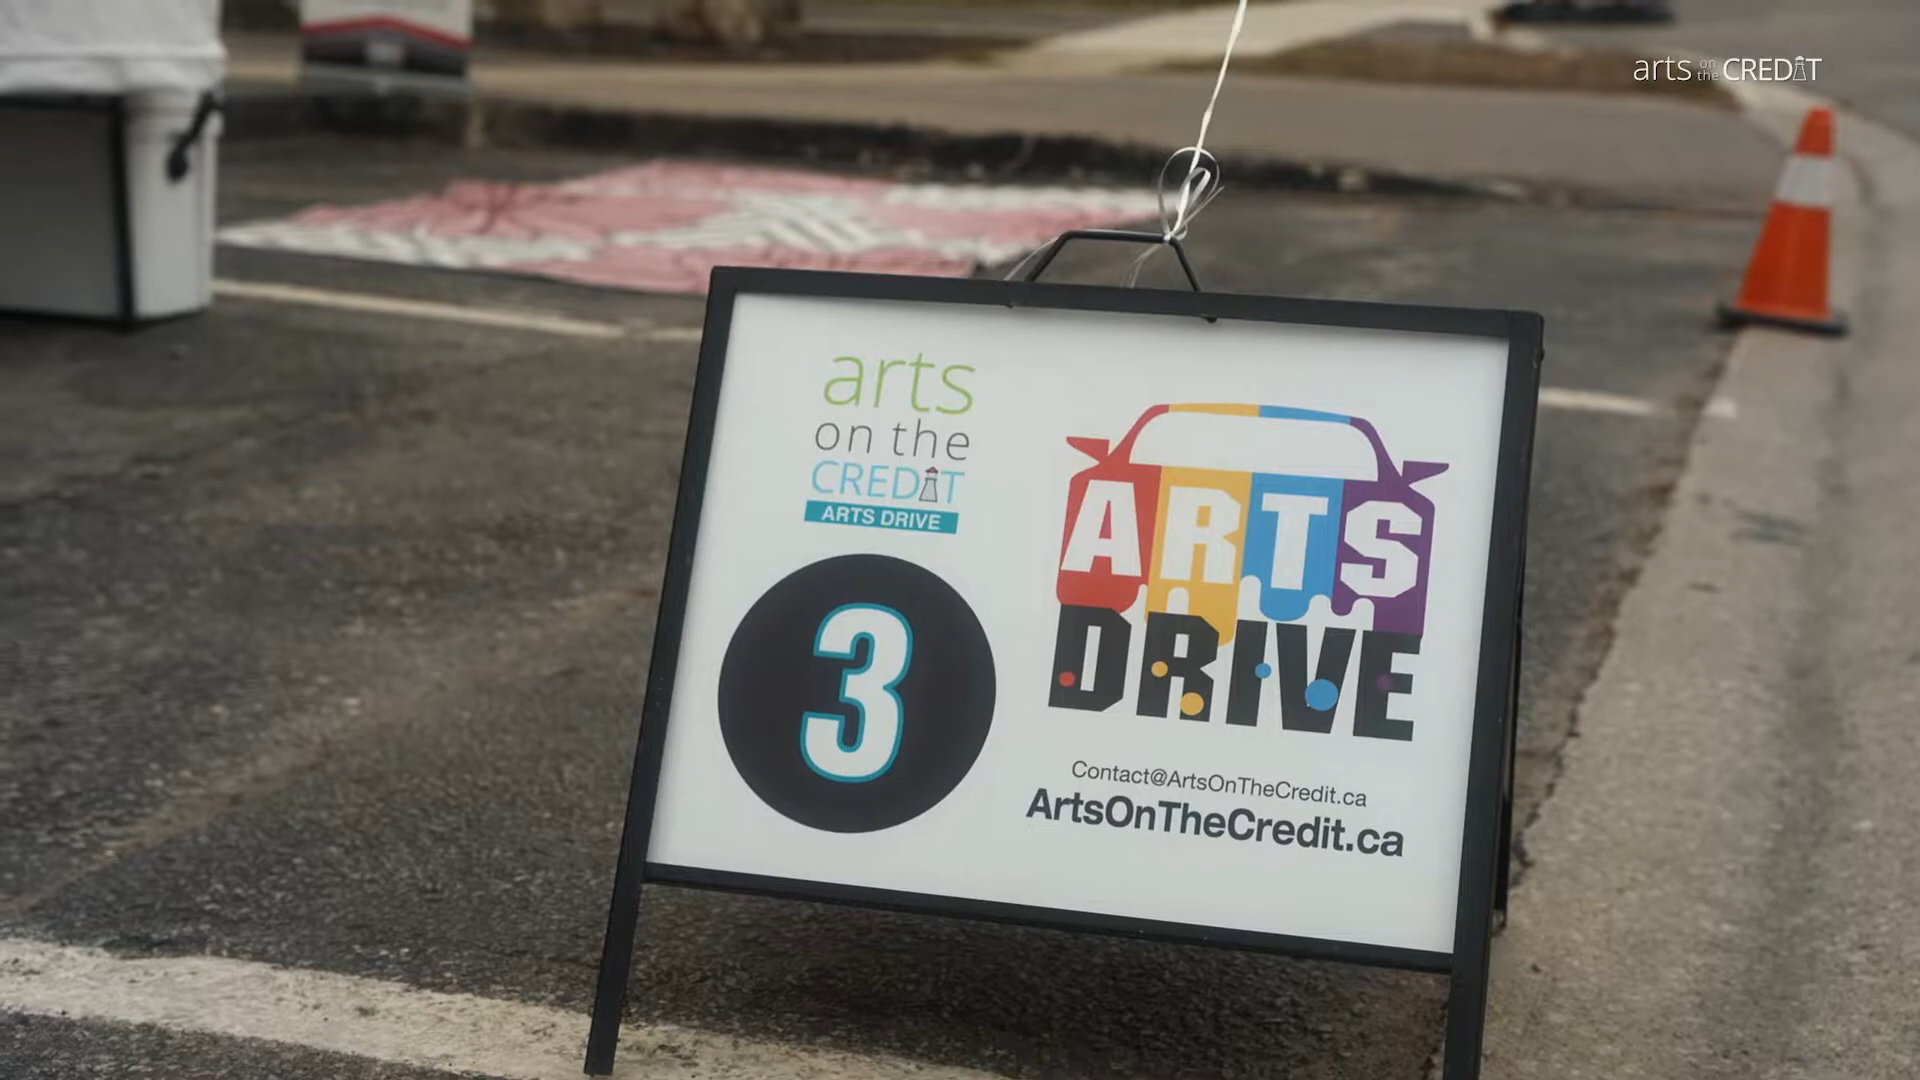 arts on the CREDIT
arts
on the
CREDIT
ARTS DRIVE
3
ARTS
DRIVE
Contact@ArtsOnTheCredit.ca
ArtsOnTheCredit.ca